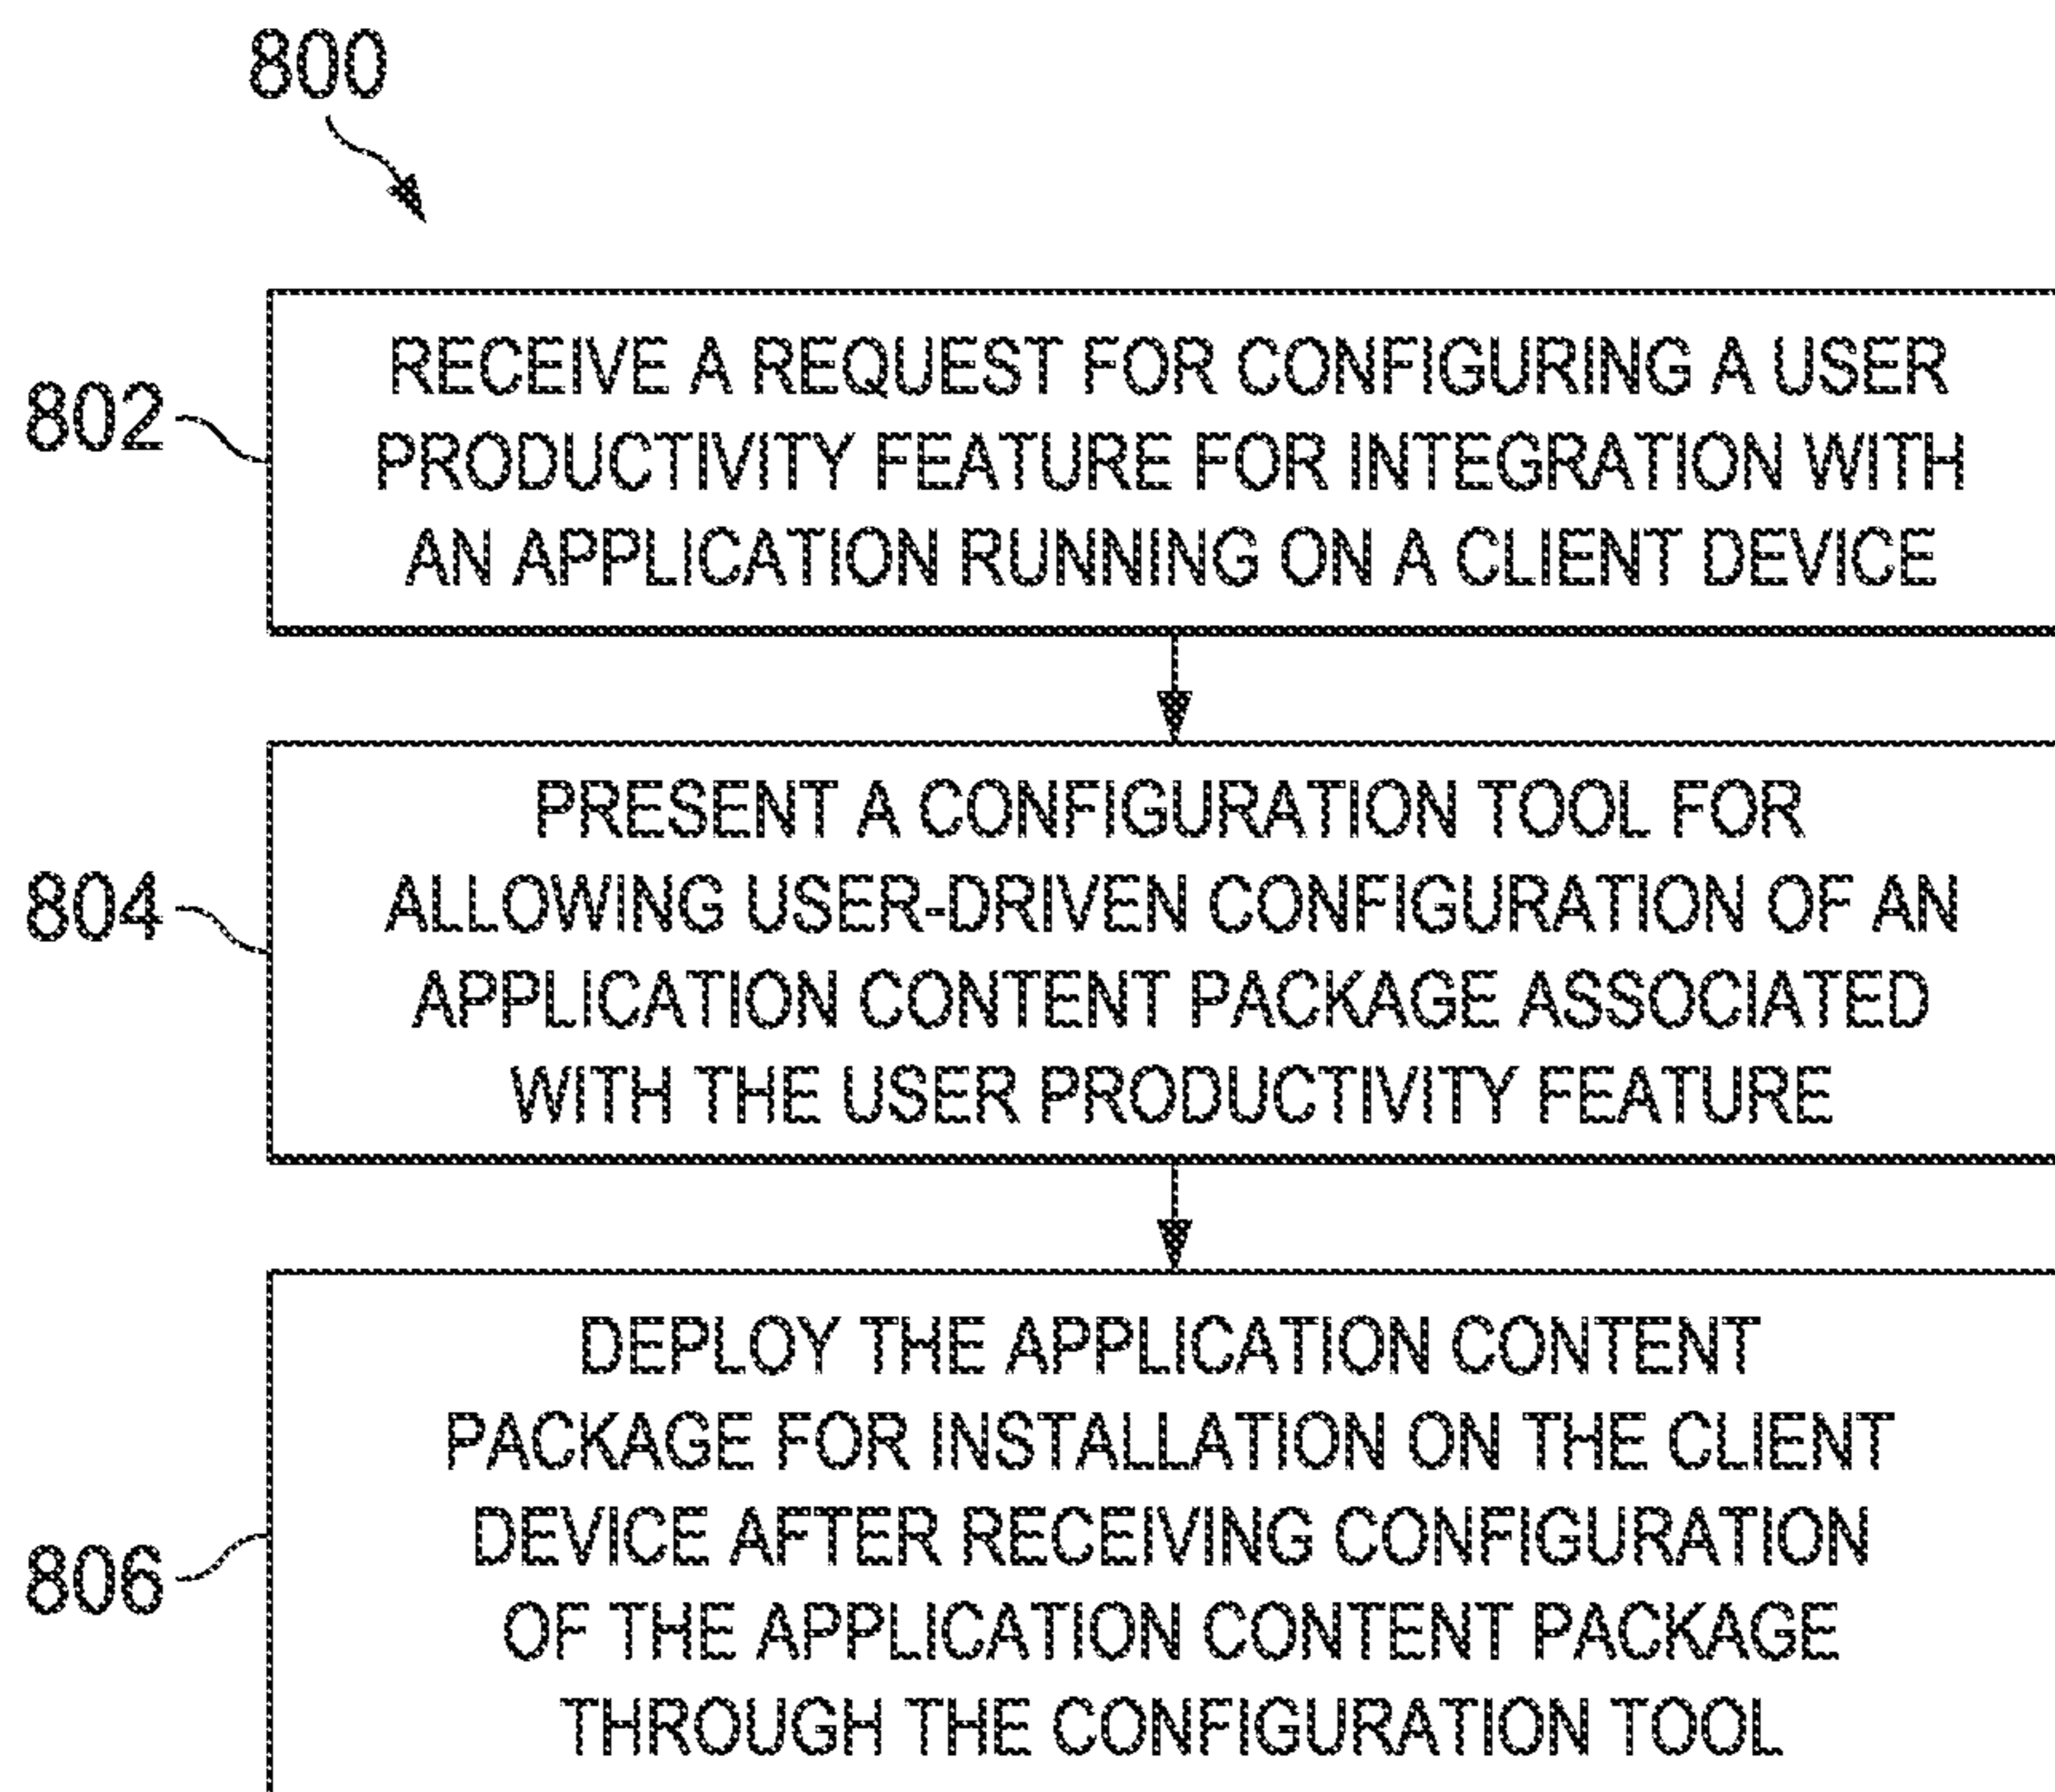 800
802
RECEIVE A REQUEST FOR CONFIGURING A USER
PRODUCTIVITY FEATURE FOR INTEGRATION WITH
AN APPLICATION RUNNING ON A CLIENT DEVICE
804
PRESENT A CONFIGURATION TOOL FOR
ALLOWING USER-DRIVEN CONFIGURATION OF AN
APPLICATION CONTENT PACKAGE ASSOCIATED
WITH THE USER PRODUCTIVITY FEATURE
806
DEPLOY THE APPLICATION CONTENT
PACKAGE FOR INSTALLATION ON THE CLIENT
DEVICE AFTER RECEIVING CONFIGURATION
OF THE APPLICATION CONTENT PACKAGE
THROUGH THE CONFIGURATION TOOL